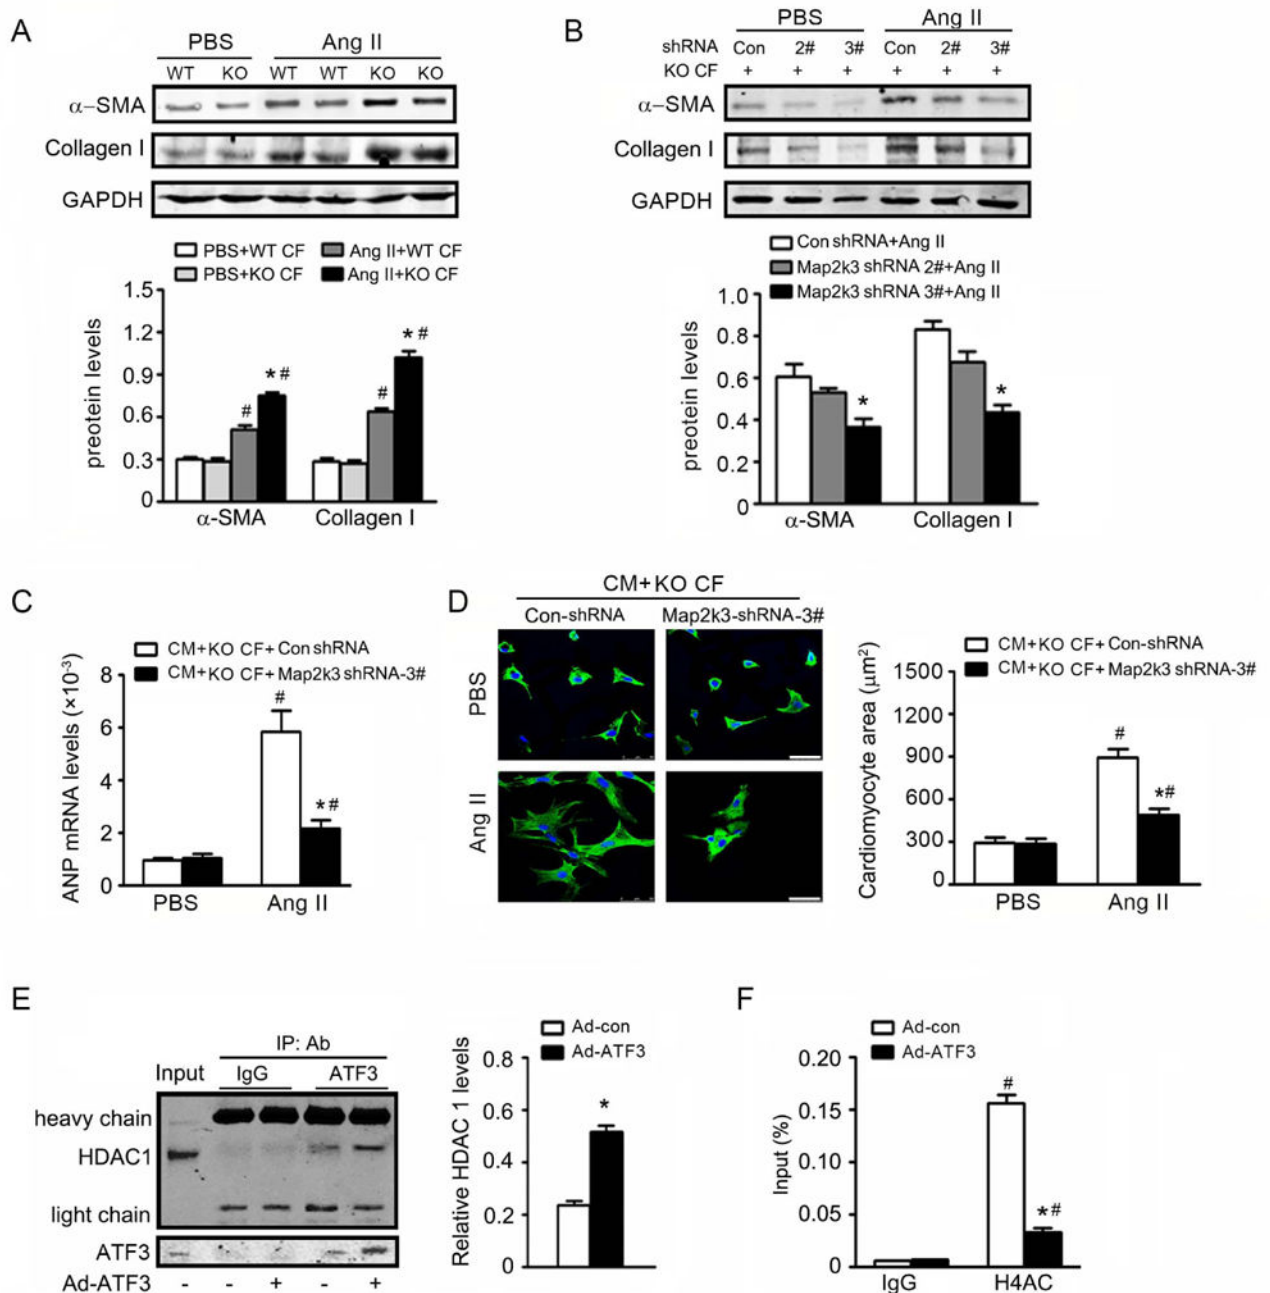 A
PBS Ang II
WT KO WT WT KO KO
α–SMA
Collagen I
GAPDH
PBS+WT CF Ang II+WT CF
PBS+KO CF Ang II+KO CF
preotein levels
1.5
1.2
0.9
0.6
0.3
0
# *# # *#
α-SMA Collagen I
B
PBS Ang II
shRNA Con 2# 3# Con 2# 3#
KO CF + + + + + +
α–SMA
Collagen I
GAPDH
Con shRNA+Ang II
Map2k3 shRNA 2#+Ang II
Map2k3 shRNA 3#+Ang II
preotein levels
1.0
0.8
0.6
0.4
0.2
0
* *
α-SMA Collagen I
C
CM+KO CF+Con shRNA
CM+KO CF+Map2k3 shRNA-3#
ANP mRNA levels (×10⁻³)
8
6
4
2
0
#
*#
PBS Ang II
D
CM+KO CF
Con-shRNA Map2k3-shRNA-3#
PBS
Ang II
CM+KO CF+Con-shRNA
CM+KO CF+Map2k3 shRNA-3#
Cardiomyocyte area (μm²)
1500
1200
900
600
300
0
#
*#
PBS Ang II
E
IP: Ab
Input IgG ATF3
heavy chain
HDAC1
light chain
ATF3
Ad-ATF3 - - + - +
Ad-con
Ad-ATF3
Relative HDAC 1 levels
0.8
0.6
0.4
0.2
0
*
F
Ad-con
Ad-ATF3
Input (%)
0.20
0.15
0.10
0.05
0
#
*#
IgG H4AC